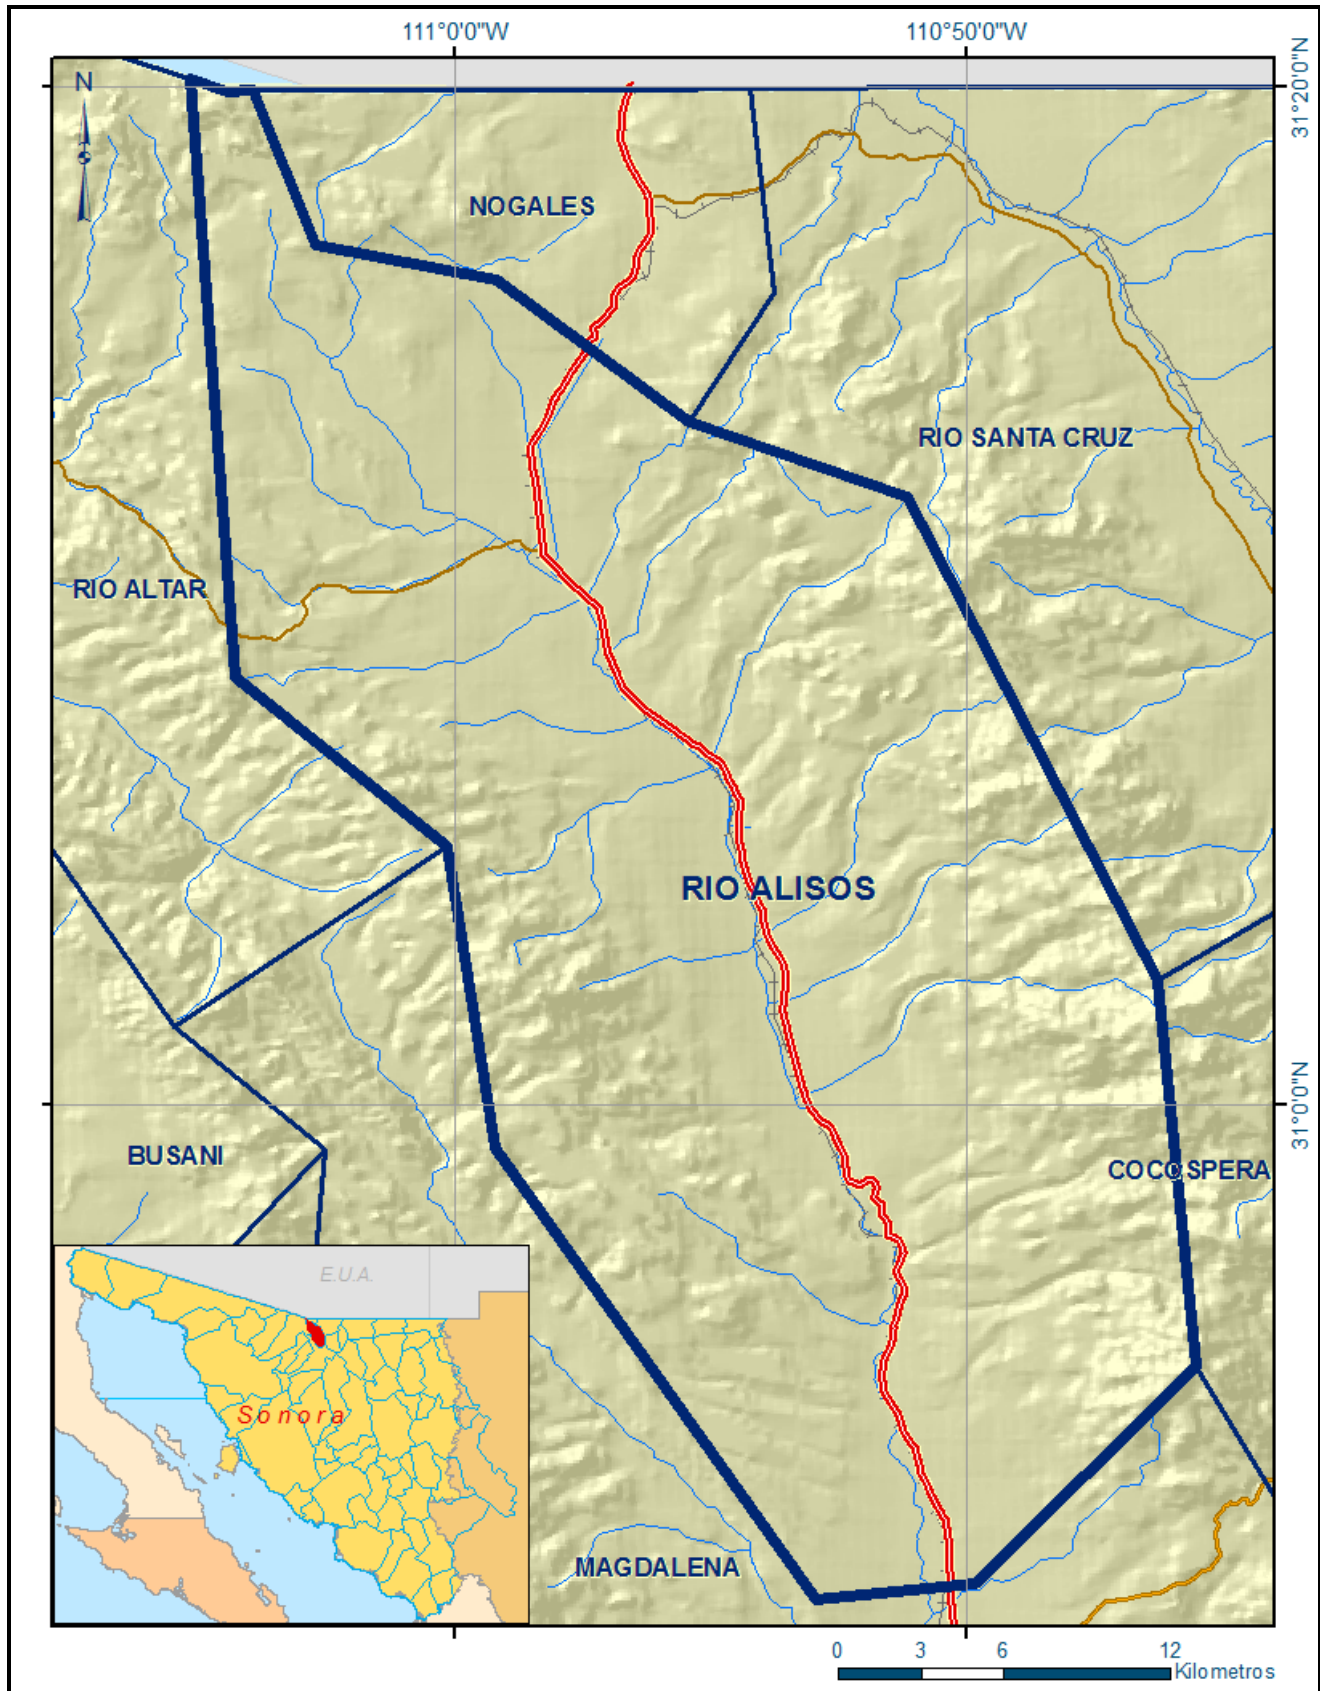 111°0'0"W
110°50'0"W
N
31°20'0"N
NOGALES
RIO SANTA CRUZ
RIO ALTAR
RIO ALISOS
31°0'0"N
BUSANI
COCOSPERA
E.U.A.
Sonora
MAGDALENA
0 3 6 12
Kilometros